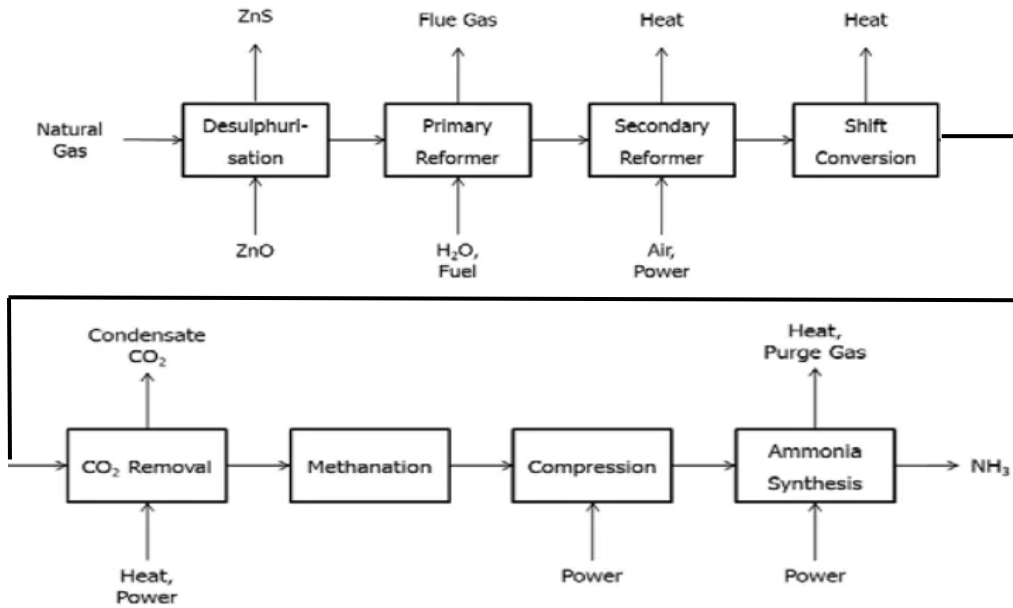 ZnS
Flue Gas
Heat
Heat
Natural
Gas
Desulphuri-
sation
Primary
Reformer
Secondary
Reformer
Shift
Conversion
ZnO
H₂O,
Fuel
Air,
Power
Condensate
CO₂
Heat,
Purge Gas
CO₂ Removal
Methanation
Compression
Ammonia
Synthesis
NH₃
Heat,
Power
Power
Power